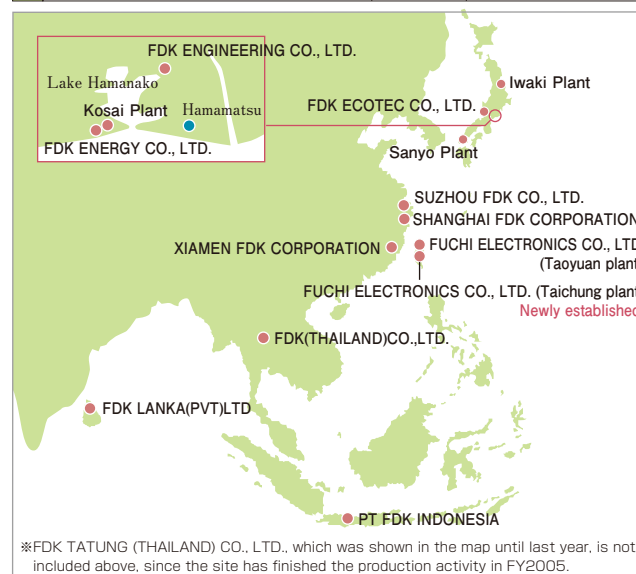 FDK ENGINEERING CO., LTD.
Lake Hamanako
Kosai Plant
Hamamatsu
FDK ENERGY CO., LTD.
Iwaki Plant
FDK ECOTEC CO., LTD.
Sanyo Plant
SUZHOU FDK CO., LTD.
SHANGHAI FDK CORPORATION
XIAMEN FDK CORPORATION
FUCHI ELECTRONICS CO., LTD
(Taoyuan plant
FUCHI ELECTRONICS CO., LTD. (Taichung plant
Newly established
FDK(THAILAND)CO.,LTD.
FDK LANKA(PVT)LTD
PT FDK INDONESIA
※FDK TATUNG (THAILAND) CO., LTD., which was shown in the map until last year, is not
included above, since the site has finished the production activity in FY2005.